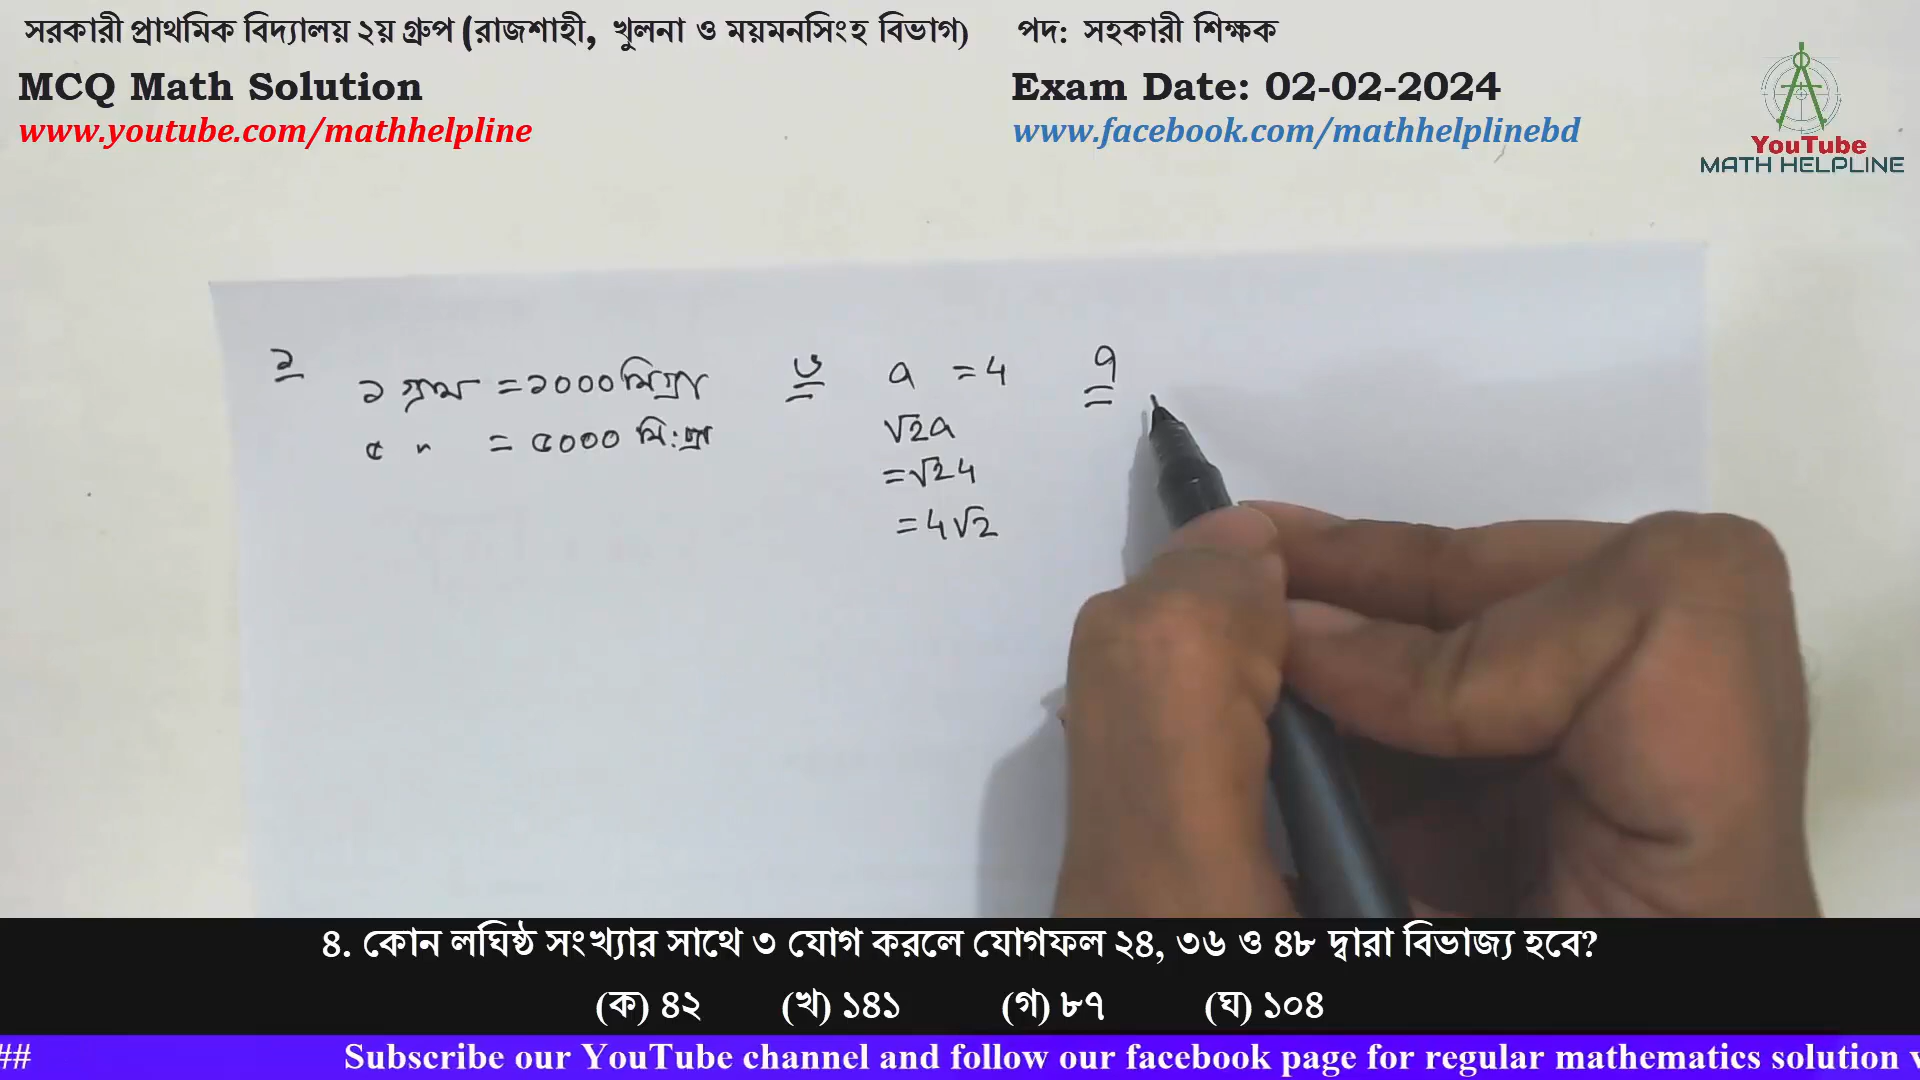 সরকারী প্রাথমিক বিদ্যালয় ২য় গ্রুপ (রাজশাহী, খুলনা ও ময়মনসিংহ বিভাগ) পদ: সহকারী শিক্ষক
MCQ Math Solution Exam Date: 02-02-2024
www.youtube.com/mathhelpline www.facebook.com/mathhelplinebd
YouTube
MATH HELPLINE
১
১ গ্রাম = ১০০০ মিগ্রা
৫ " = ৫০০০ মি:গ্রা
৩
a = 4
√2a
= √2 4
= 4√2
৭
৪. কোন লঘিষ্ঠ সংখ্যার সাথে ৩ যোগ করলে যোগফল ২৪, ৩৬ ও ৪৮ দ্বারা বিভাজ্য হবে?
(ক) ৪২ (খ) ১৪১ (গ) ৮৭ (ঘ) ১০৪
## Subscribe our YouTube channel and follow our facebook page for regular mathematics solution v